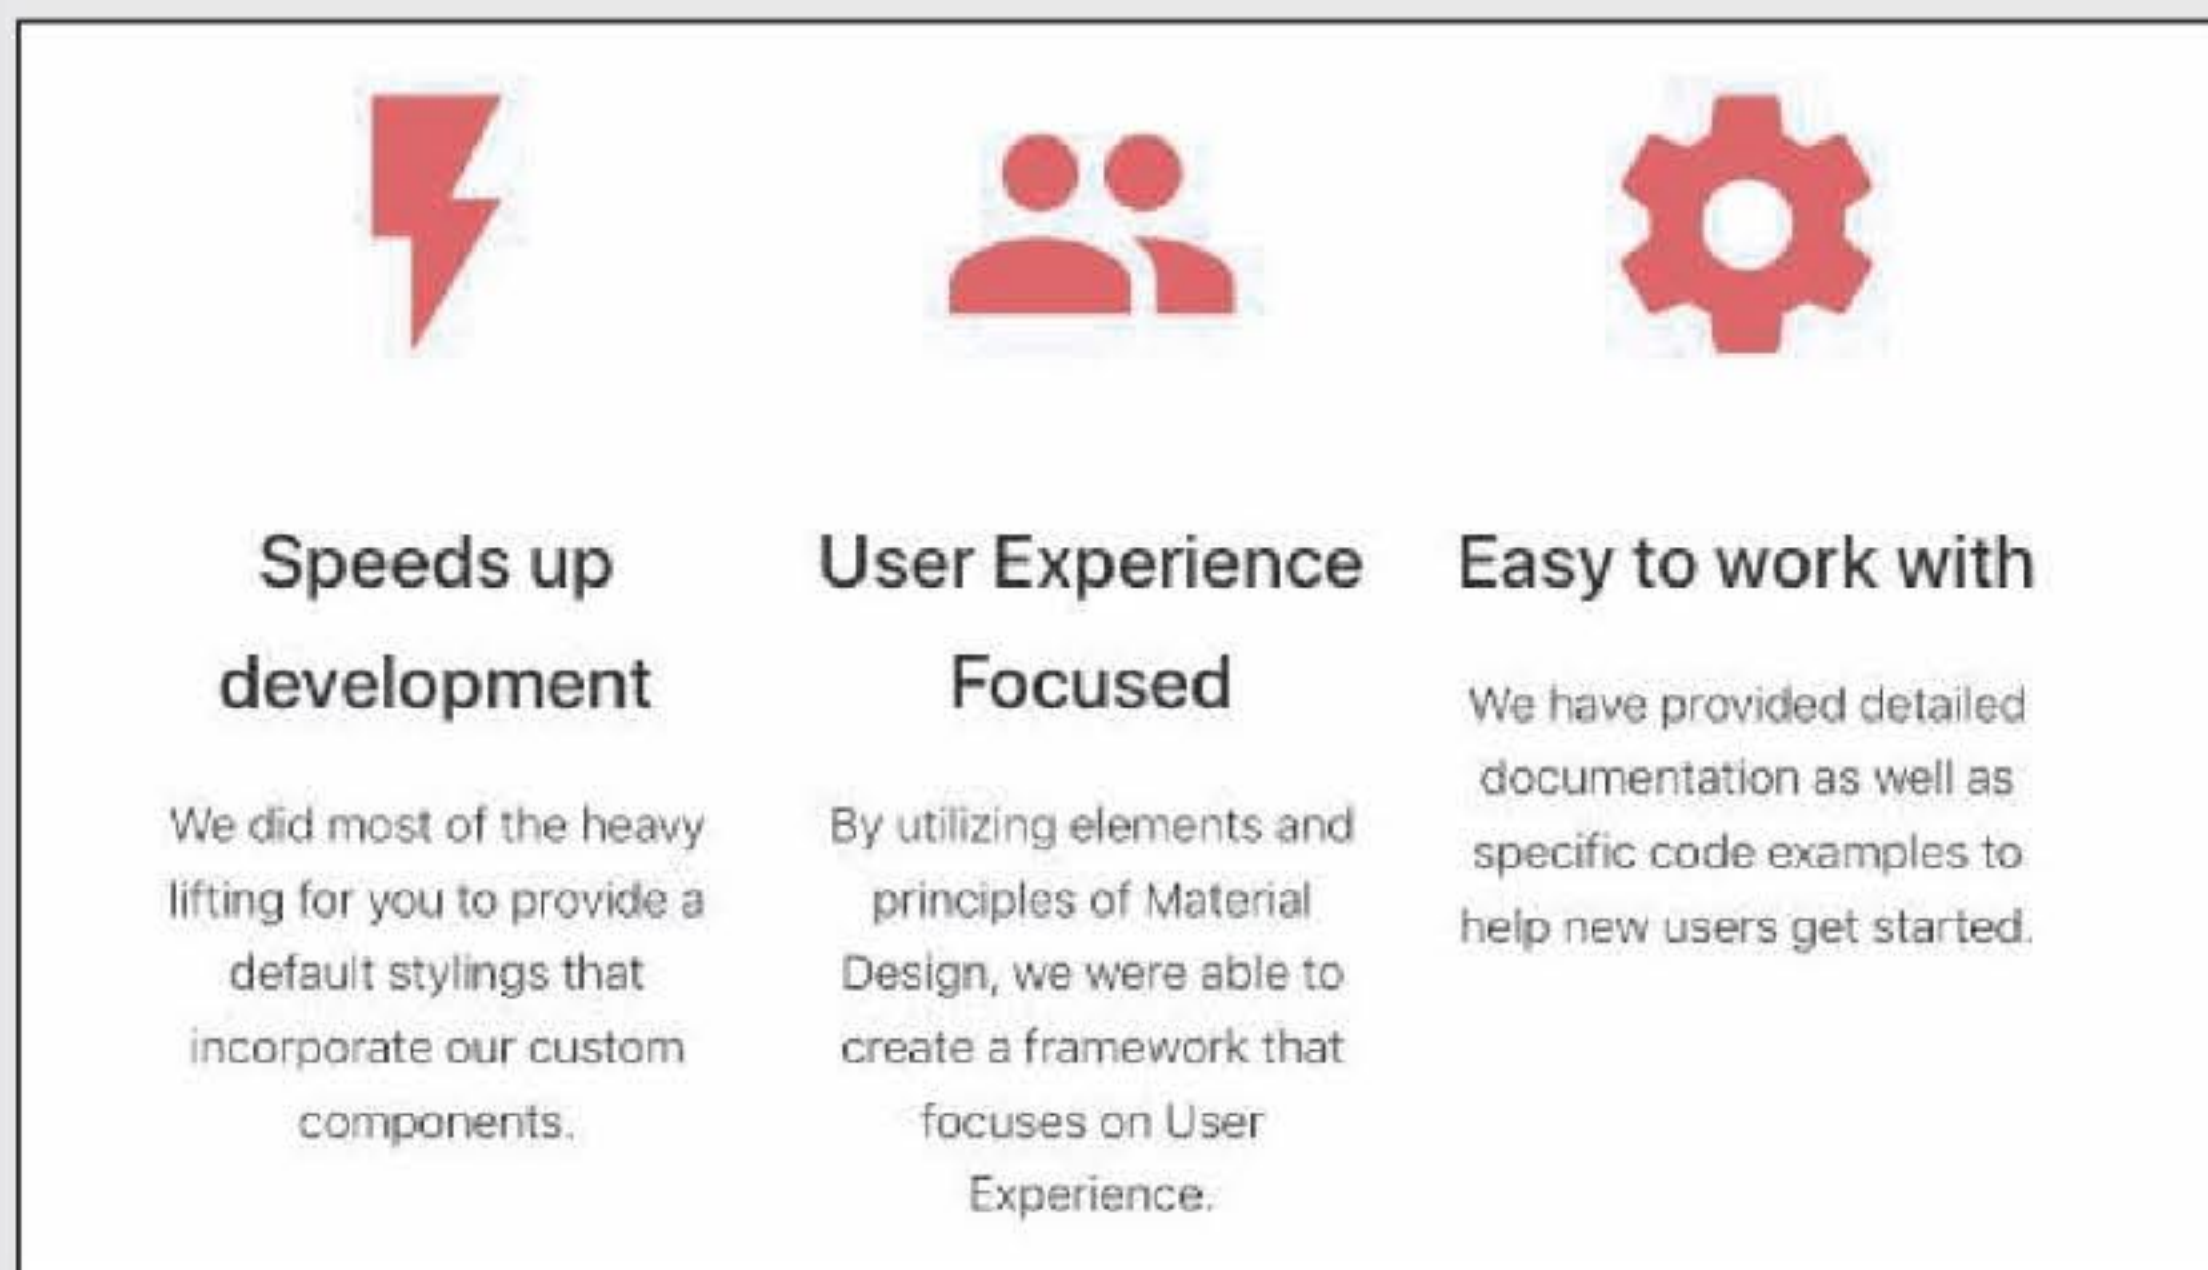 Speeds up
development
We did most of the heavy
lifting for you to provide a
default stylings that
incorporate our custom
components.
User Experience
Focused
By utilizing elements and
principles of Material
Design, we were able to
create a framework that
focuses on User
Experience.
Easy to work with
We have provided detailed
documentation as well as
specific code examples to
help new users get started.